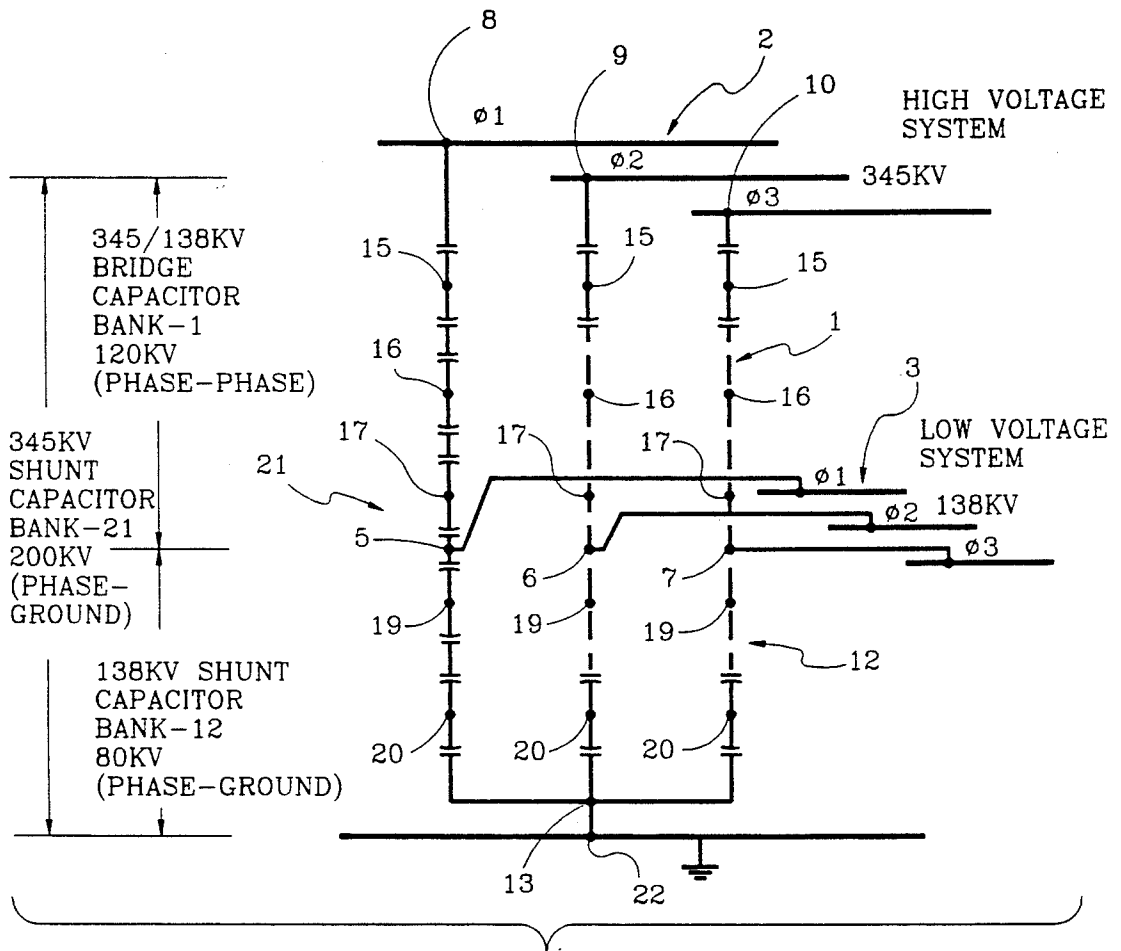 8
9
2
10
HIGH VOLTAGE
SYSTEM
ø1
ø2
345KV
ø3
345/138KV
BRIDGE
CAPACITOR
BANK-1
120KV
(PHASE-PHASE)
15
15
15
1
16
16
16
3
345KV
SHUNT
CAPACITOR
BANK-21
200KV
(PHASE-
GROUND)
21
17
17
17
LOW VOLTAGE
SYSTEM
ø1
138KV
ø2
ø3
5
6
7
19
19
19
12
138KV SHUNT
CAPACITOR
BANK-12
80KV
(PHASE-GROUND)
20
20
20
13
22